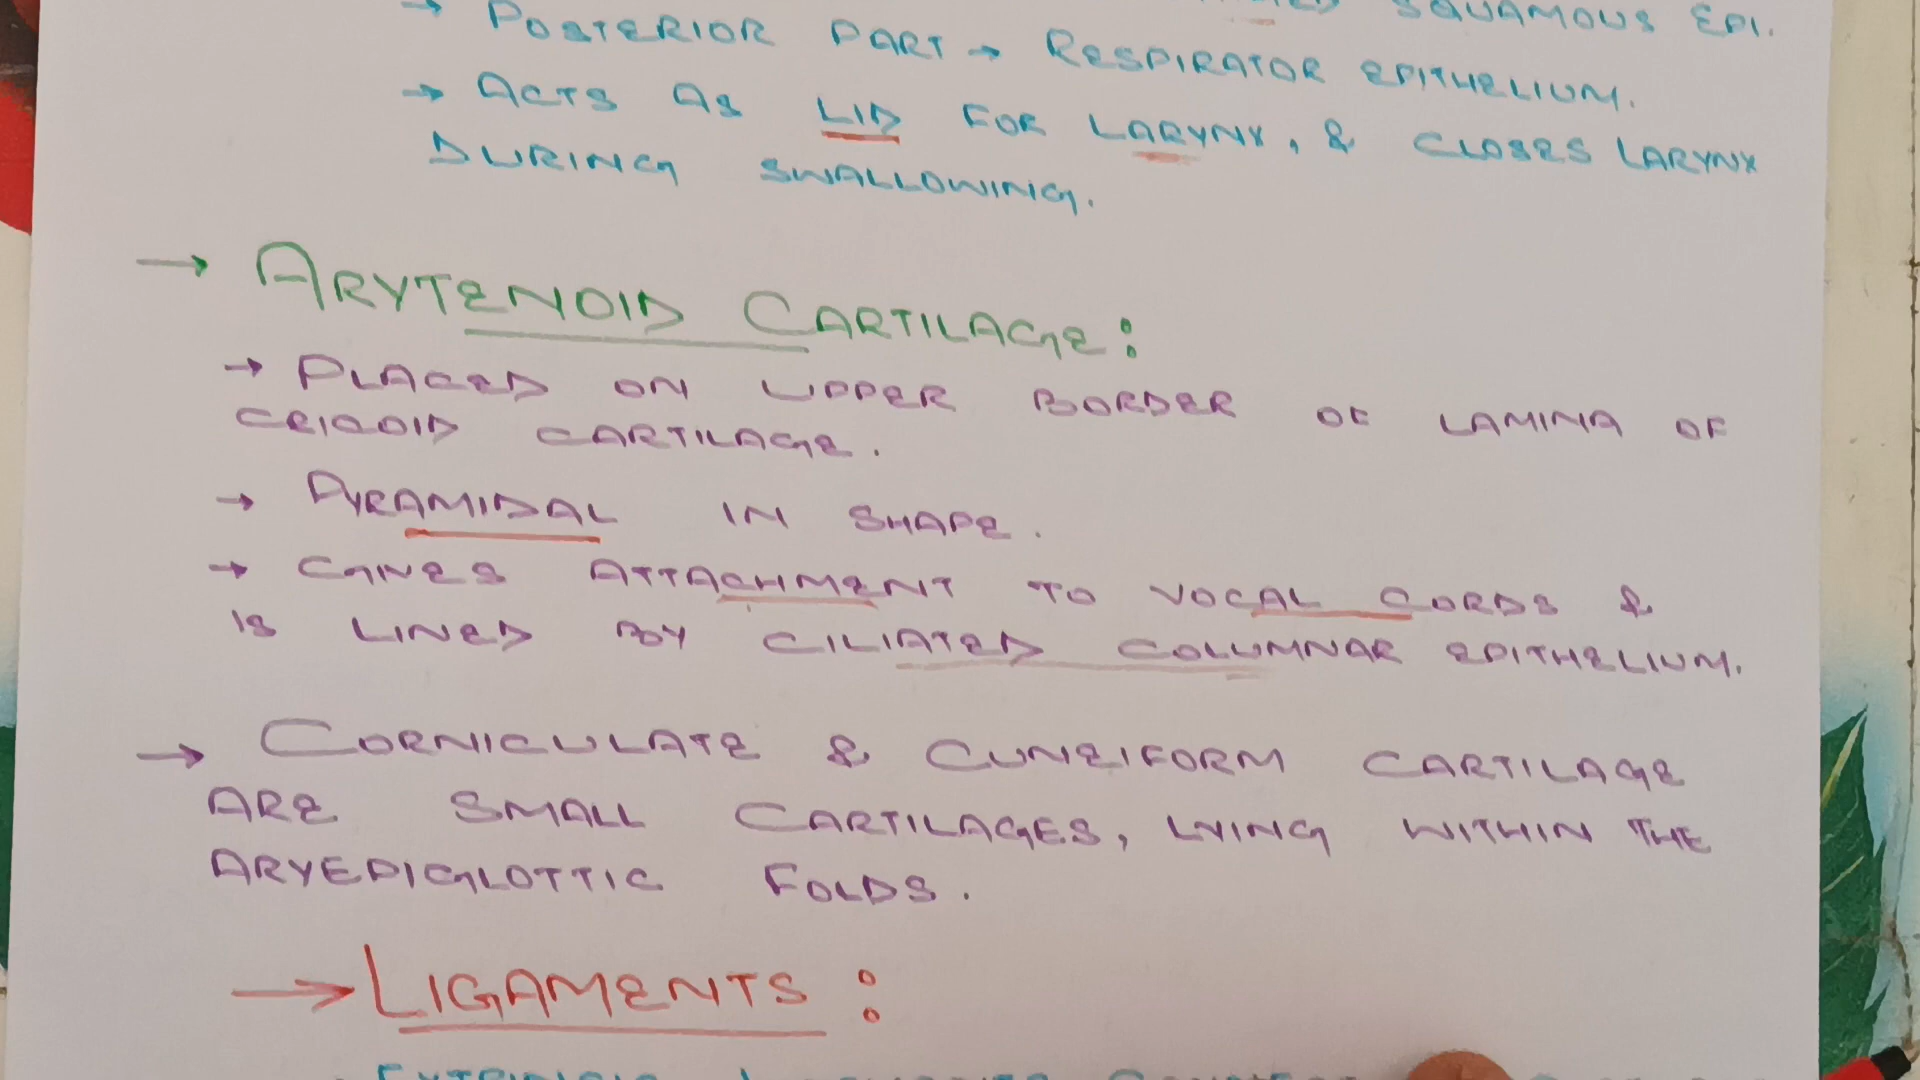 SQUAMOUS EPI.
→ POSTERIOR PART → RESPIRATOR EPITHELIUM.
→ ACTS AS LID FOR LARYNX, & CLOSES LARYNX
DURING SWALLOWING.
→ ARYTENOID CARTILAGE:
→ PLACED ON UPPER BORDER OF LAMINA OF
CRICOID CARTILAGE.
→ PYRAMIDAL IN SHAPE.
→ GIVES ATTACHMENT TO VOCAL CORDS &
IS LINED BY CILIATED COLUMNAR EPITHELIUM.
→ CORNICULATE & CUNEIFORM CARTILAGE
ARE SMALL CARTILAGES, LYING WITHIN THE
ARYEPIGLOTTIC FOLDS.
→ LIGAMENTS: